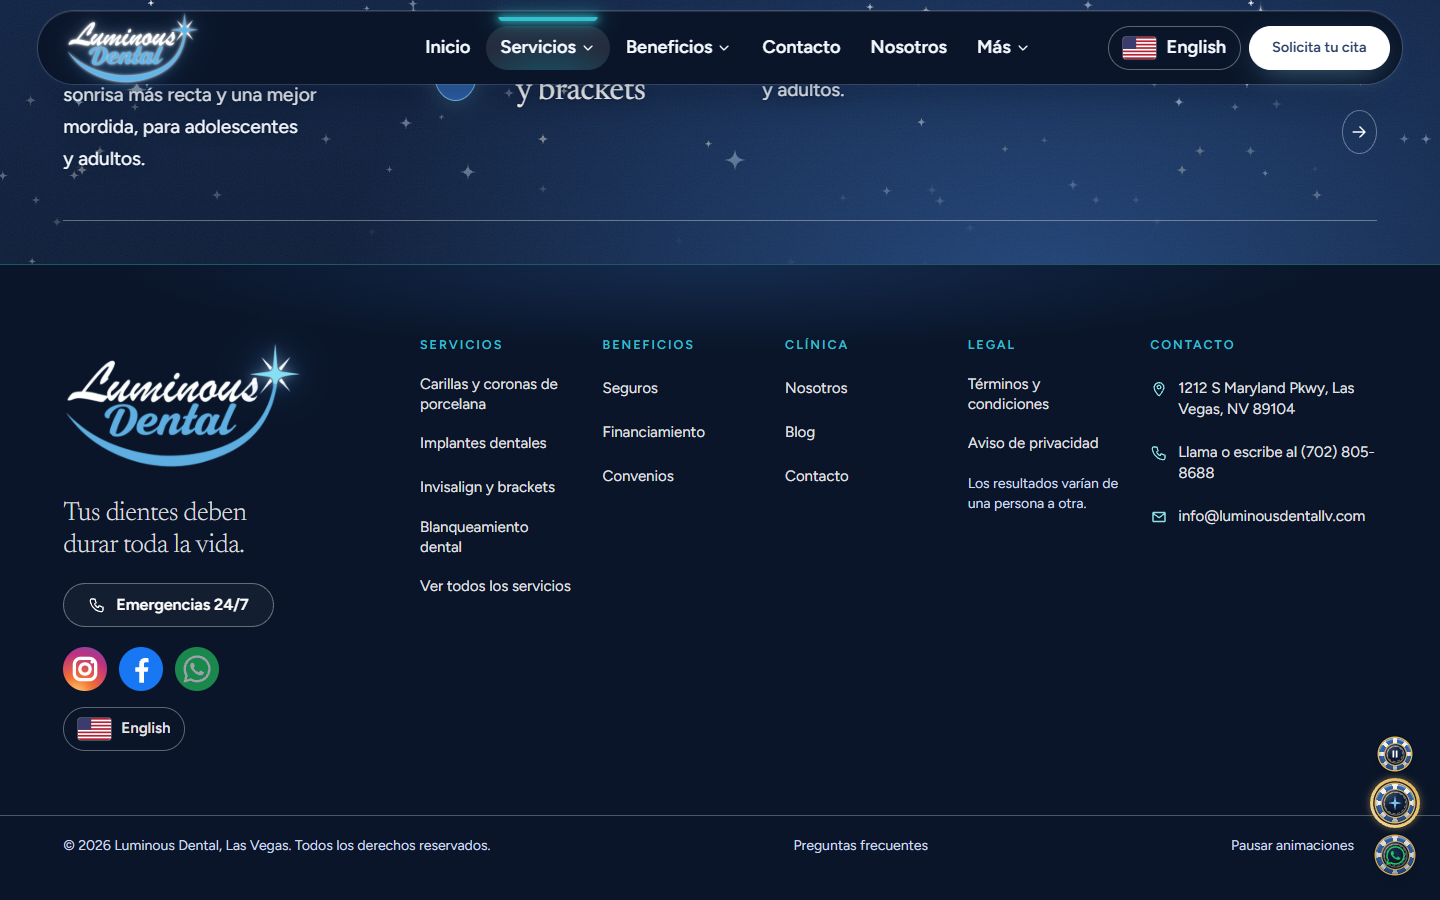 Luminous
Dental
Inicio
Servicios
Beneficios
Contacto
Nosotros
Más
English
Solicita tu cita
sonrisa más recta y una mejor
mordida, para adolescentes
y adultos.
y brackets
y adultos.
Luminous
Dental
Tus dientes deben
durar toda la vida.
Emergencias 24/7
English
SERVICIOS
Carillas y coronas de
porcelana
Implantes dentales
Invisalign y brackets
Blanqueamiento
dental
Ver todos los servicios
BENEFICIOS
Seguros
Financiamiento
Convenios
CLÍNICA
Nosotros
Blog
Contacto
LEGAL
Términos y
condiciones
Aviso de privacidad
Los resultados varían de
una persona a otra.
CONTACTO
1212 S Maryland Pkwy, Las
Vegas, NV 89104
Llama o escribe al (702) 805-
8688
info@luminousdentallv.com
© 2026 Luminous Dental, Las Vegas. Todos los derechos reservados.
Preguntas frecuentes
Pausar animaciones